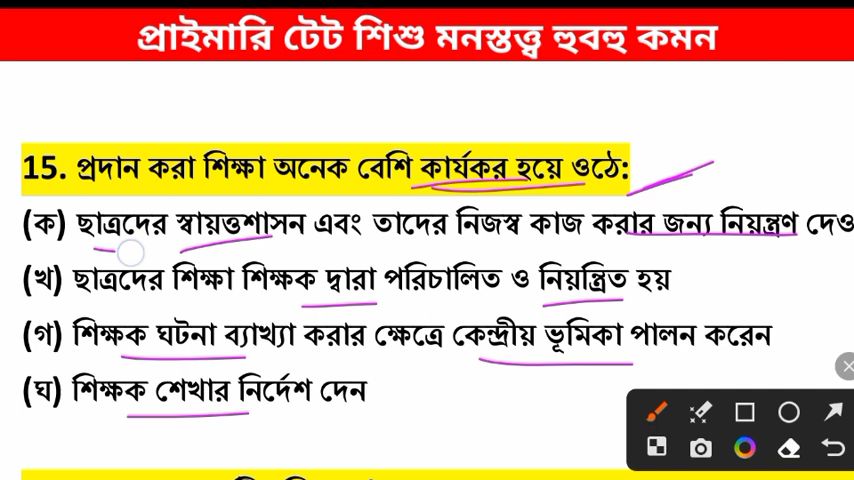 প্রাইমারি টেট শিশু মনস্তত্ত্ব হুবহু কমন
15. প্রদান করা শিক্ষা অনেক বেশি কার্যকর হয়ে ওঠে:
(ক) ছাত্রদের স্বায়ত্তশাসন এবং তাদের নিজস্ব কাজ করার জন্য নিয়ন্ত্রণ দেও
(খ) ছাত্রদের শিক্ষা শিক্ষক দ্বারা পরিচালিত ও নিয়ন্ত্রিত হয়
(গ) শিক্ষক ঘটনা ব্যাখ্যা করার ক্ষেত্রে কেন্দ্রীয় ভূমিকা পালন করেন
(ঘ) শিক্ষক শেখার নির্দেশ দেন